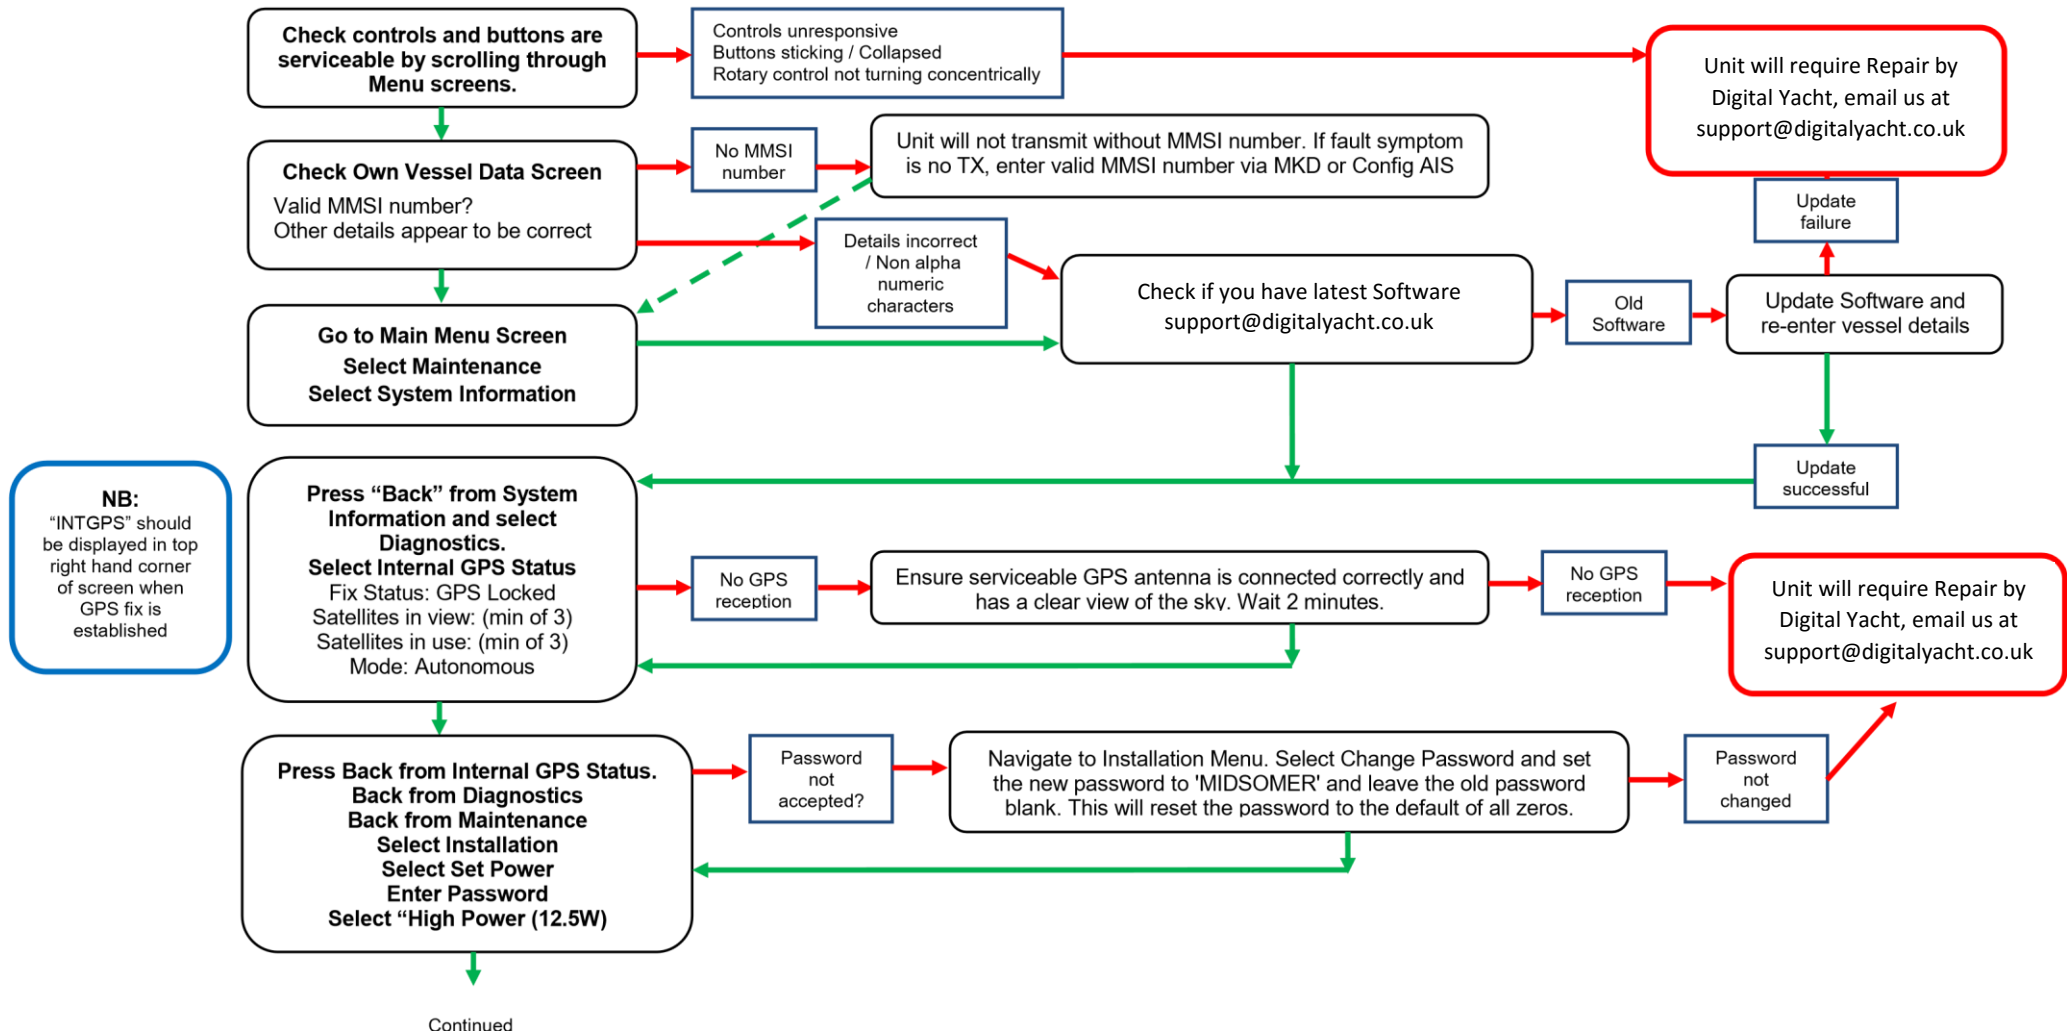 Check controls and buttons are
serviceable by scrolling through
Menu screens.
Controls unresponsive
Buttons sticking / Collapsed
Rotary control not turning concentrically
Unit will require Repair by
Digital Yacht, email us at
support@digitalyacht.co.uk
Check Own Vessel Data Screen
Valid MMSI number?
Other details appear to be correct
No MMSI
number
Unit will not transmit without MMSI number. If fault symptom
is no TX, enter valid MMSI number via MKD or Config AIS
Update
failure
Details incorrect
/ Non alpha
numeric
characters
Check if you have latest Software
support@digitalyacht.co.uk
Old
Software
Update Software and
re-enter vessel details
Go to Main Menu Screen
Select Maintenance
Select System Information
Update
successful
NB:
“INTGPS” should
be displayed in top
right hand corner
of screen when
GPS fix is
established
Press “Back” from System
Information and select
Diagnostics.
Select Internal GPS Status
Fix Status: GPS Locked
Satellites in view: (min of 3)
Satellites in use: (min of 3)
Mode: Autonomous
No GPS
reception
Ensure serviceable GPS antenna is connected correctly and
has a clear view of the sky. Wait 2 minutes.
No GPS
reception
Unit will require Repair by
Digital Yacht, email us at
support@digitalyacht.co.uk
Press Back from Internal GPS Status.
Back from Diagnostics
Back from Maintenance
Select Installation
Select Set Power
Enter Password
Select “High Power (12.5W)
Password
not
accepted?
Navigate to Installation Menu. Select Change Password and set
the new password to 'MIDSOMER' and leave the old password
blank. This will reset the password to the default of all zeros.
Password
not
changed
Continued